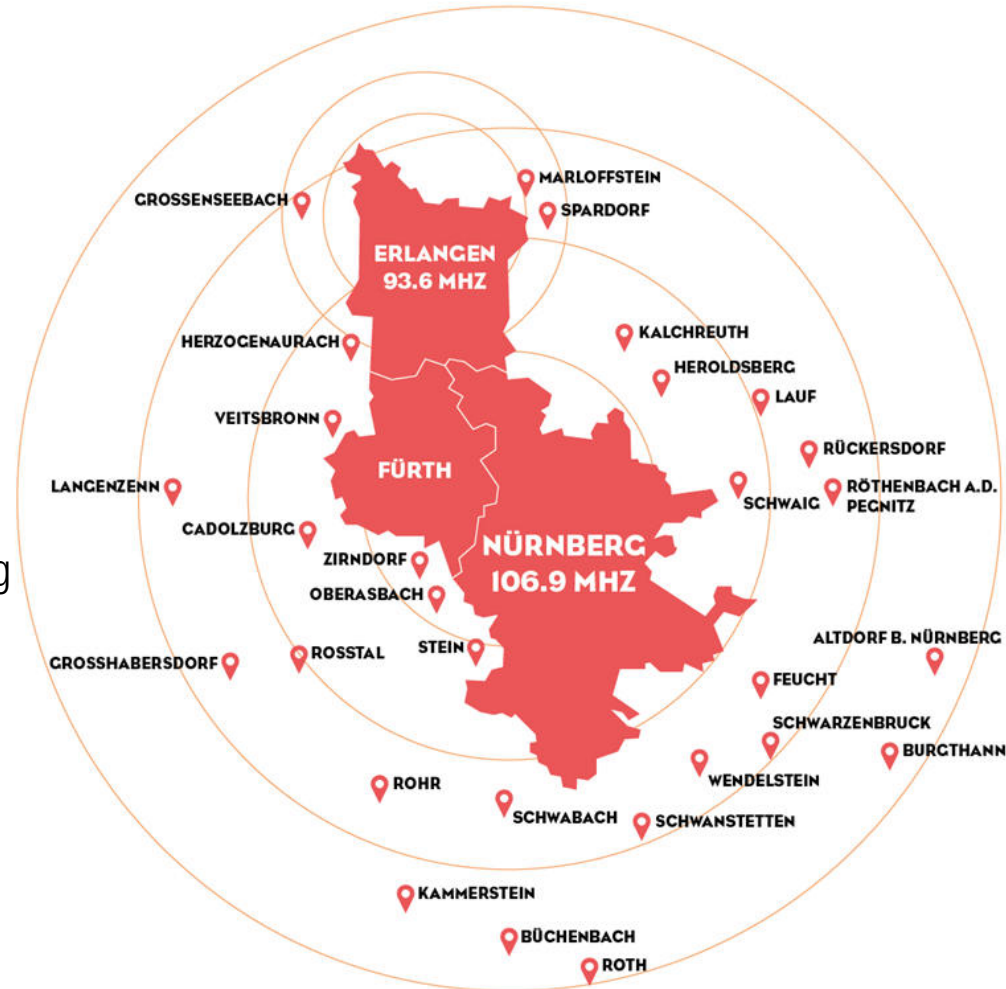 MARLOFFSTEIN
GROSSENSEEBACH
SPARDORF
ERLANGEN
93.6 MHZ
KALCHREUTH
HERZOGENAURACH
HEROLDSBERG
LAUF
VEITSBRONN
RÜCKERSDORF
FÜRTH
LANGENZENN
RÖTHENBACH A.D.
PEGNITZ
SCHWAIG
CADOLZBURG
NÜRNBERG
106.9 MHZ
ZIRNDORF
g
OBERASBACH
ALTDORF B. NÜRNBERG
STEIN
ROSSTAL
GROSSHABERSDORF
FEUCHT
SCHWARZENBRUCK
BURGTHANN
WENDELSTEIN
ROHR
SCHWABACH
SCHWANSTETTEN
KAMMERSTEIN
BÜCHENBACH
ROTH